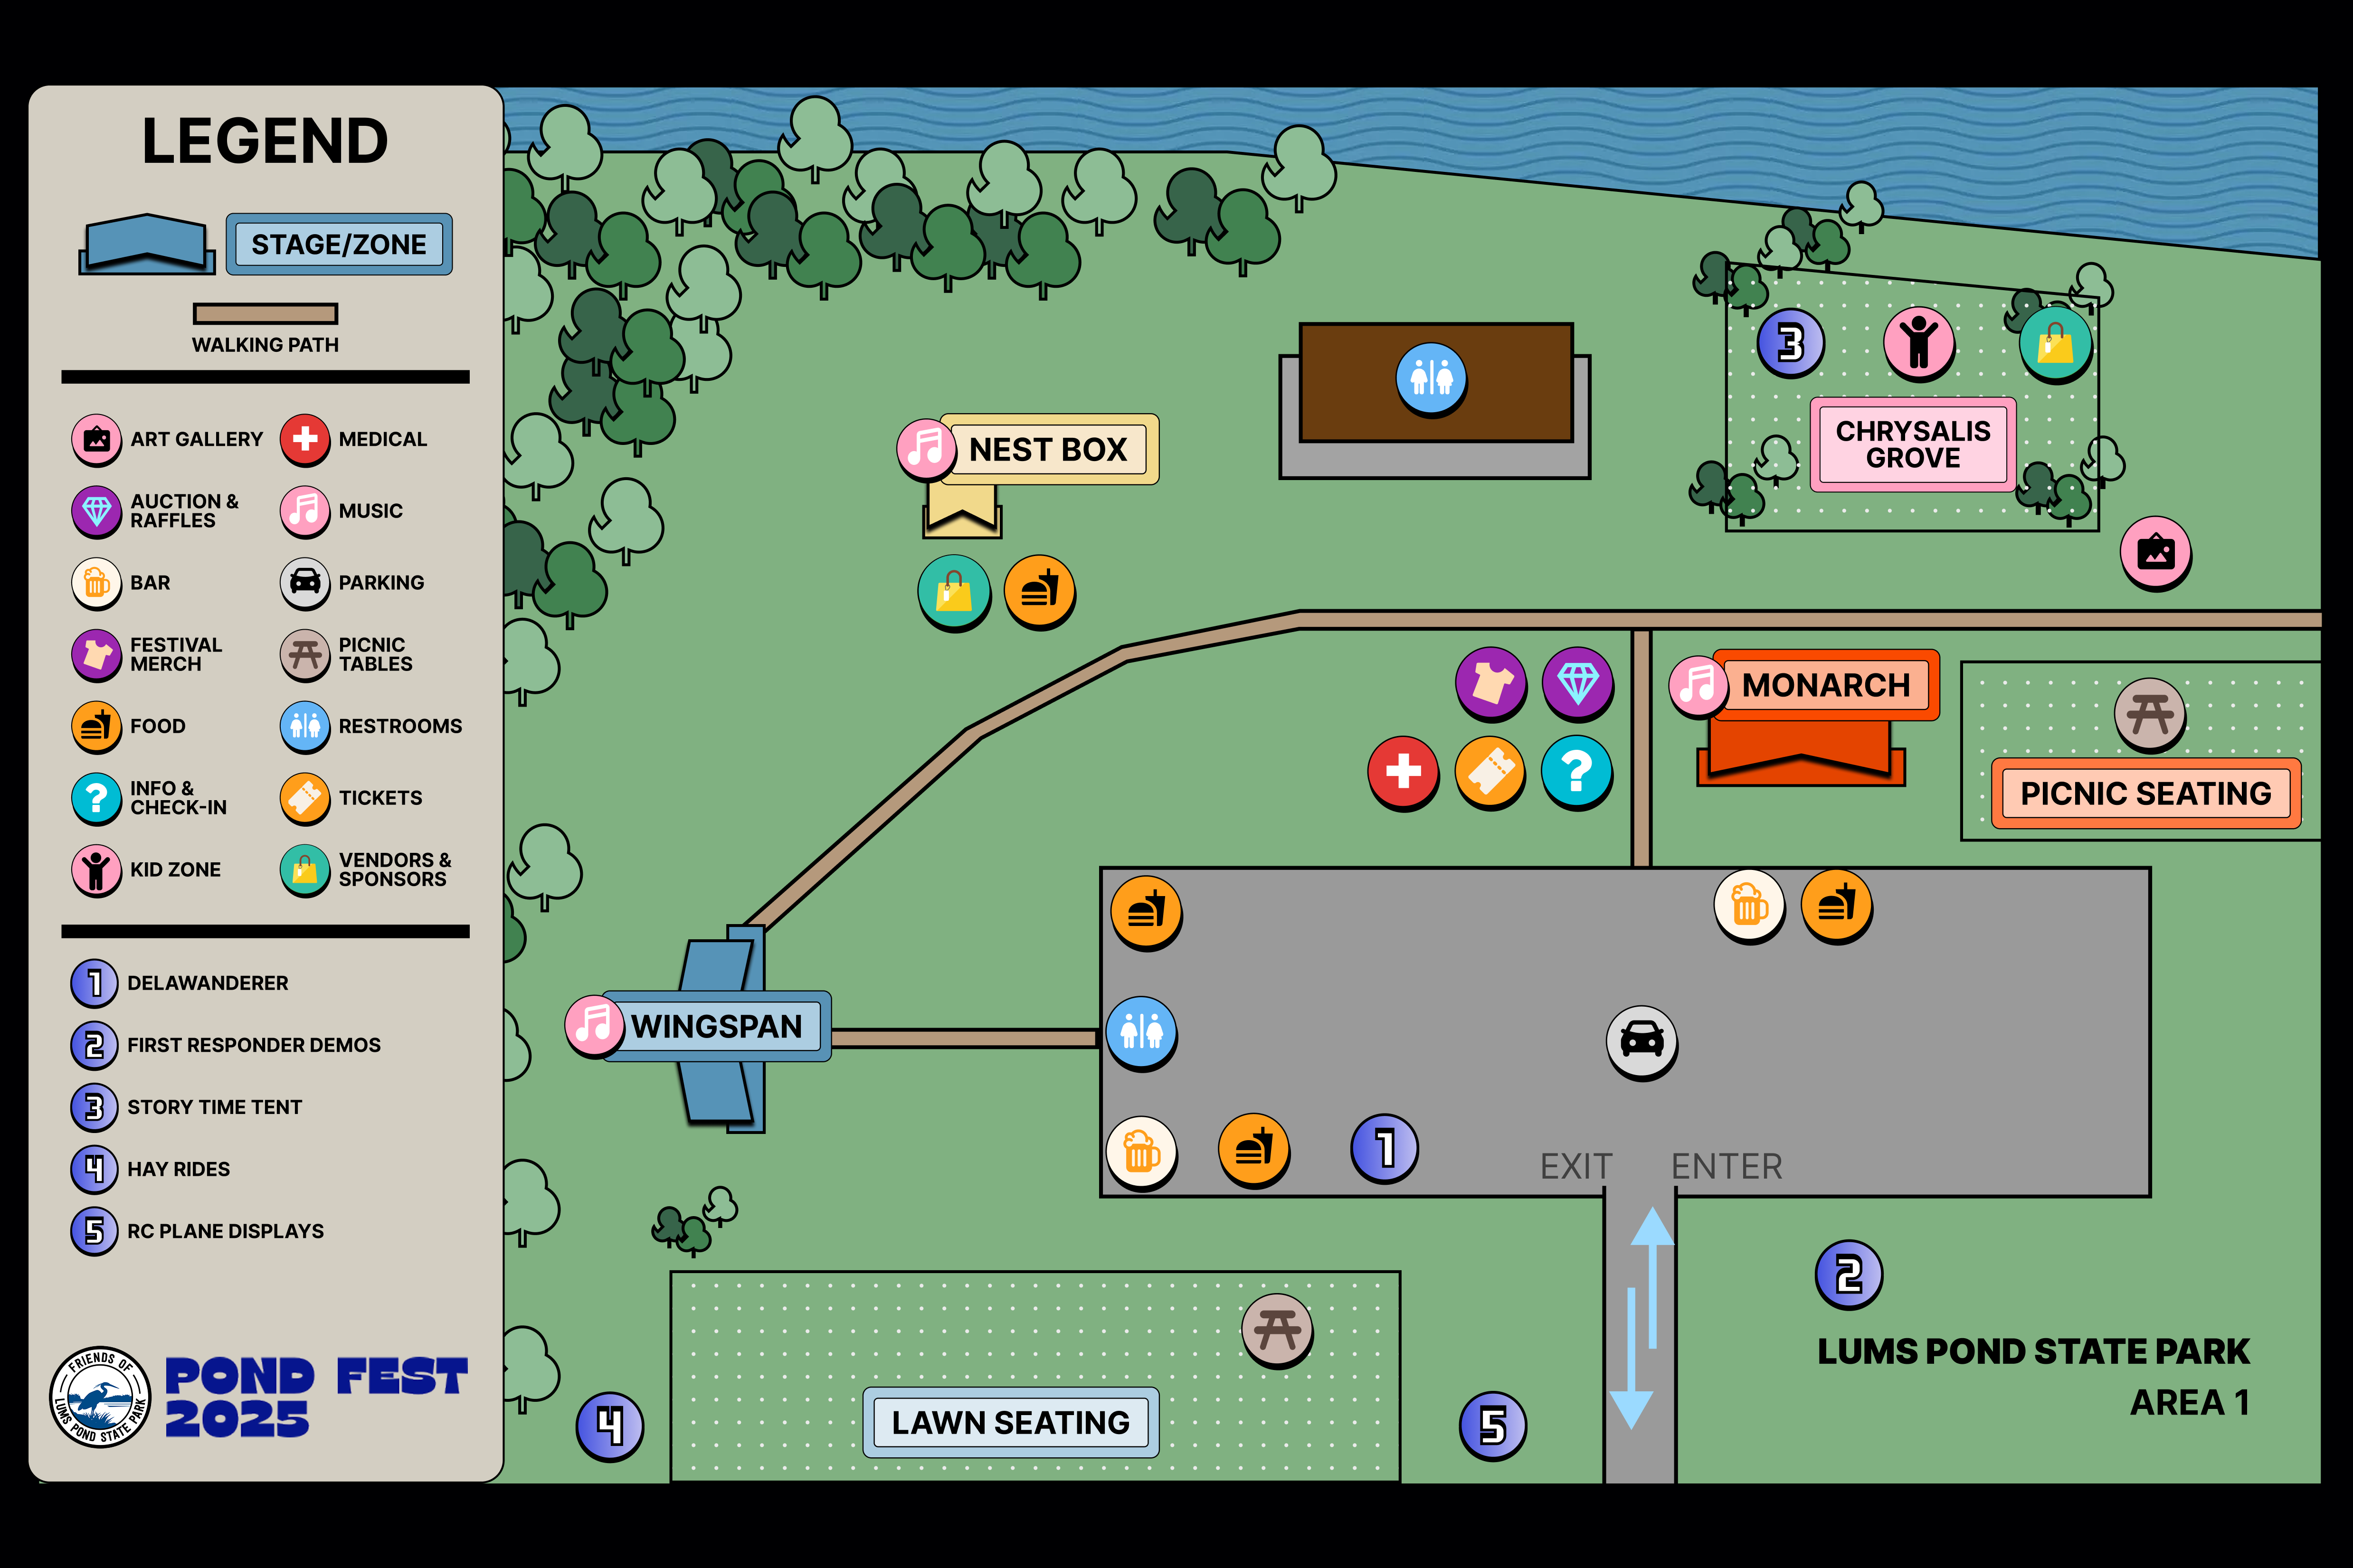 LEGEND
STAGE/ZONE
WALKING PATH
ART GALLERY
MEDICAL
AUCTION &
RAFFLES
MUSIC
BAR
PARKING
FESTIVAL
MERCH
PICNIC
TABLES
FOOD
RESTROOMS
?
INFO &
CHECK-IN
TICKETS
KID ZONE
VENDORS &
SPONSORS
1 DELAWANDERER
2 FIRST RESPONDER DEMOS
3 STORY TIME TENT
4 HAY RIDES
5 RC PLANE DISPLAYS
FRIENDS OF
LUMS POND STATE PARK
POND FEST
2025
3
CHRYSALIS
GROVE
NEST BOX
MONARCH
?
PICNIC SEATING
WINGSPAN
1
EXIT ENTER
2
LUMS POND STATE PARK
AREA 1
4
LAWN SEATING
5